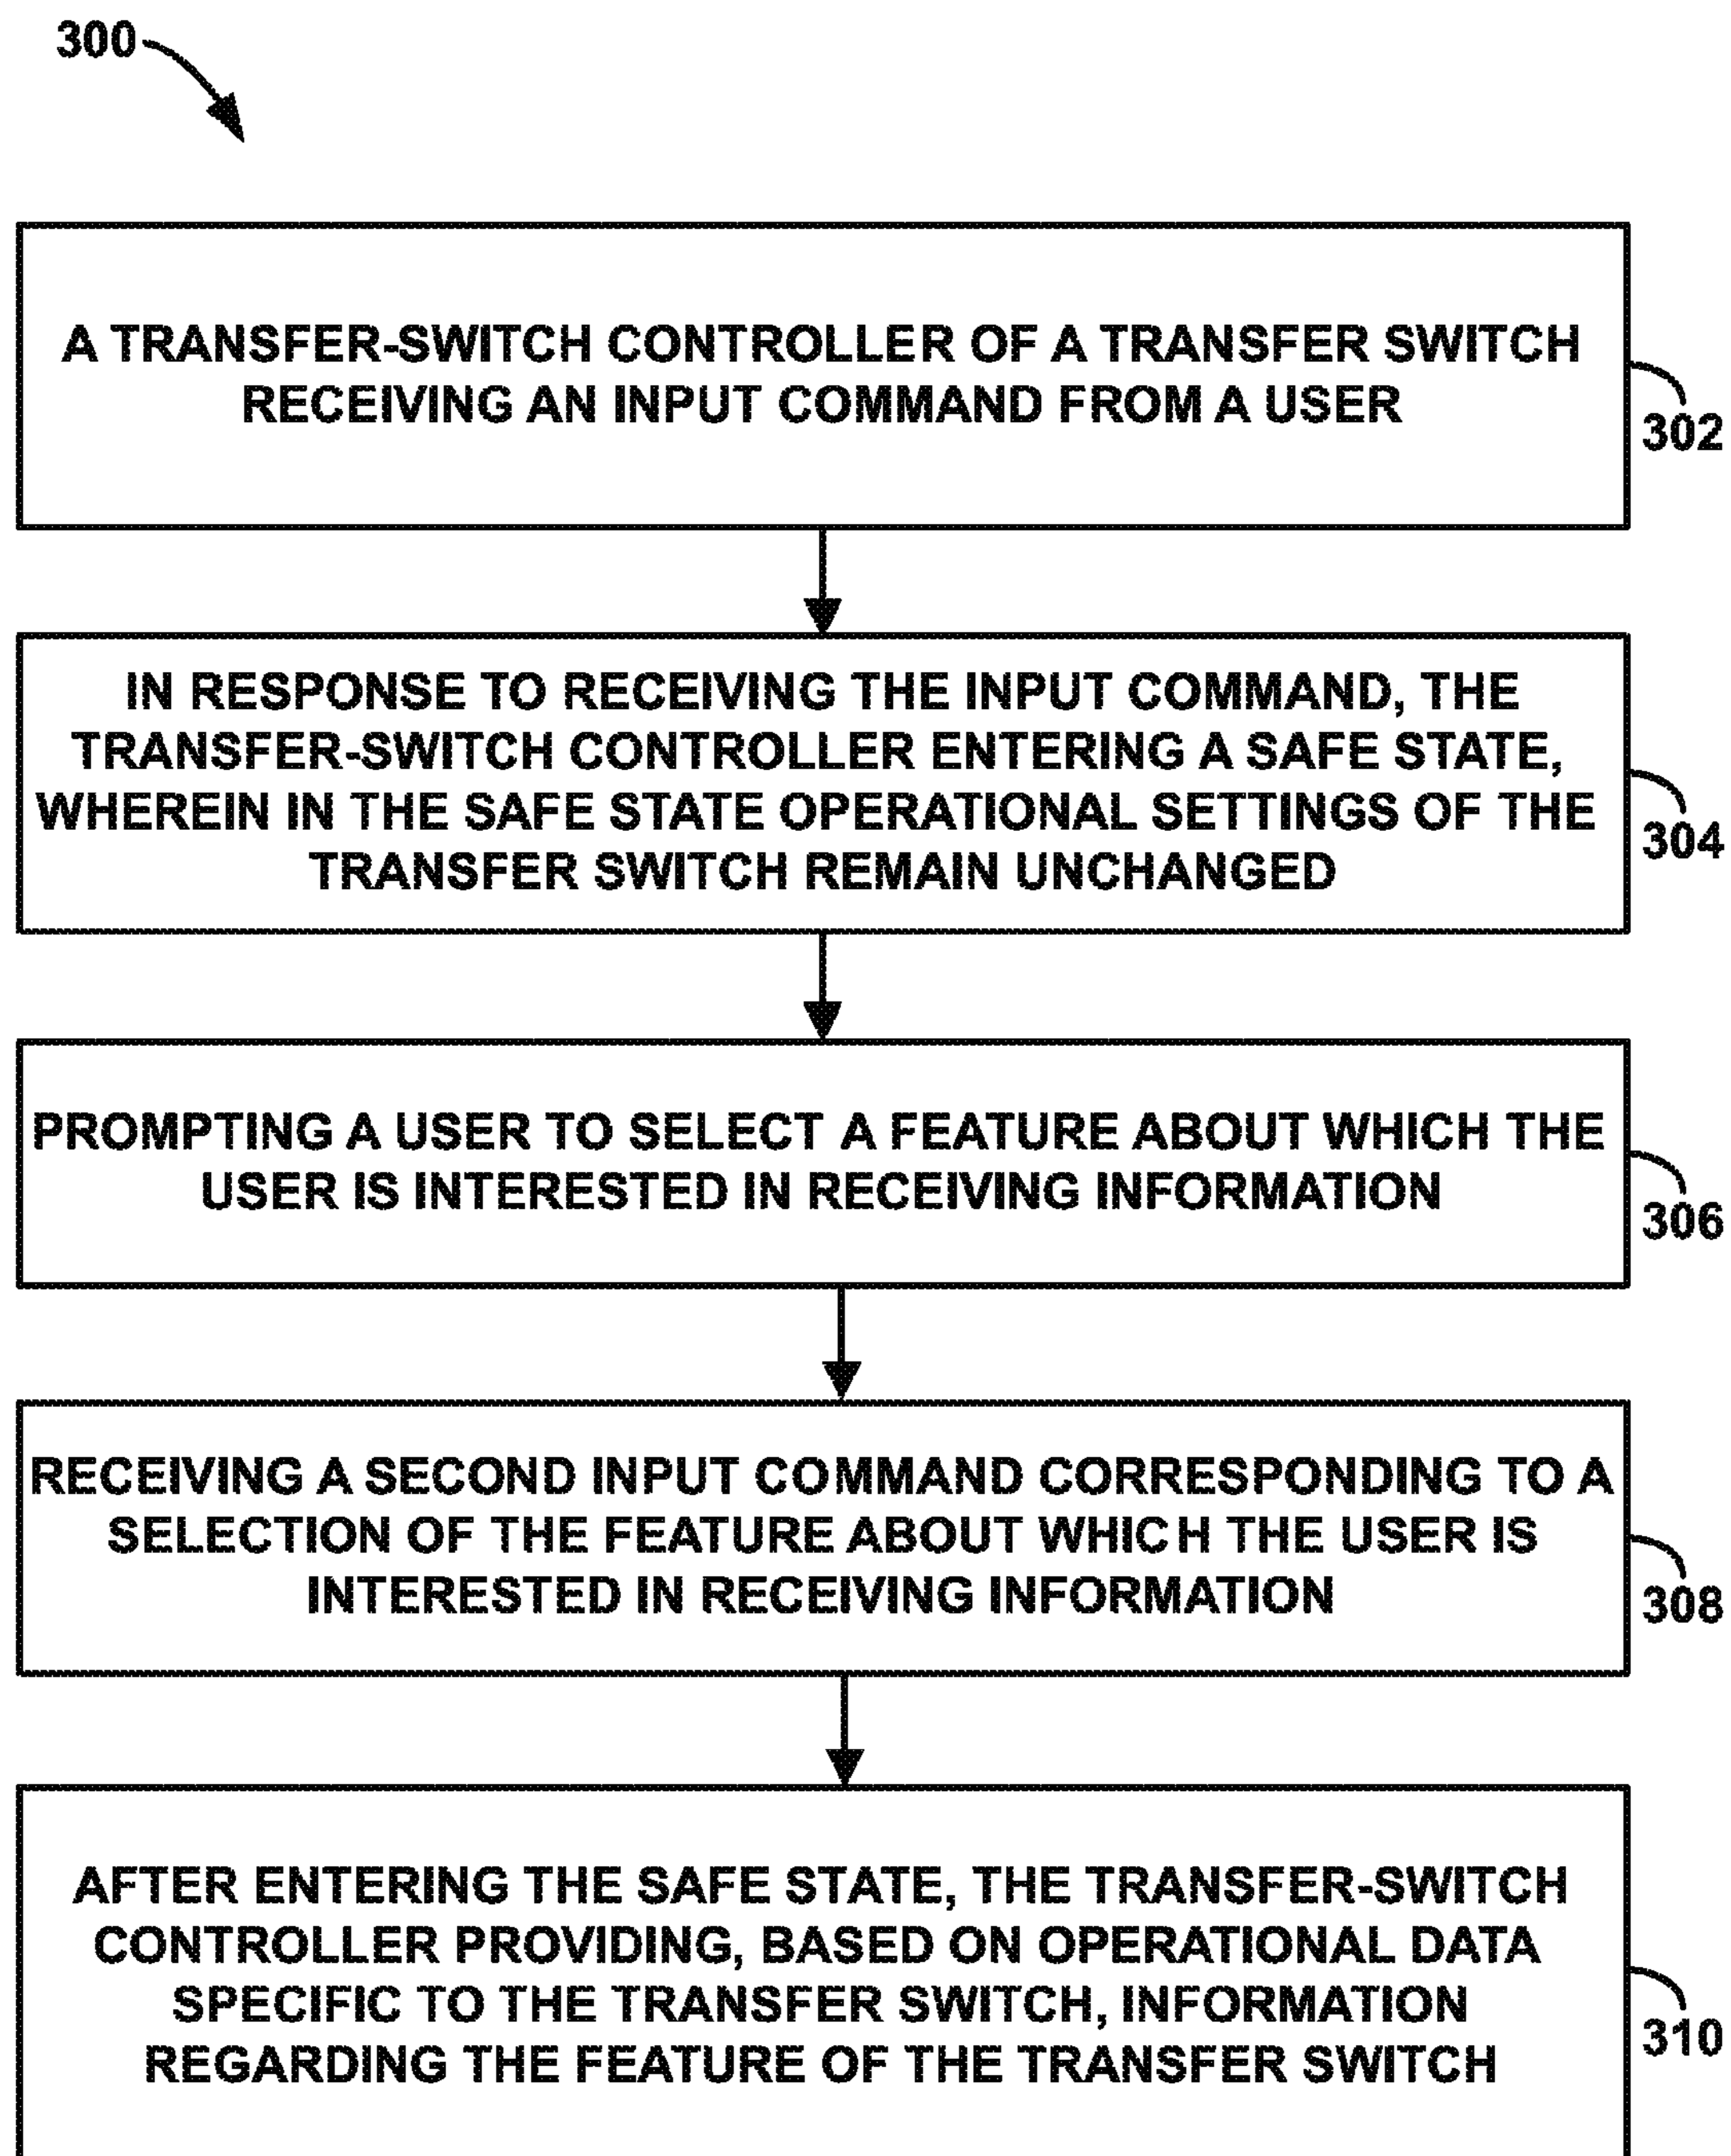 300
A TRANSFER-SWITCH CONTROLLER OF A TRANSFER SWITCH
RECEIVING AN INPUT COMMAND FROM A USER
302
IN RESPONSE TO RECEIVING THE INPUT COMMAND, THE
TRANSFER-SWITCH CONTROLLER ENTERING A SAFE STATE,
WHEREIN IN THE SAFE STATE OPERATIONAL SETTINGS OF THE
TRANSFER SWITCH REMAIN UNCHANGED
304
PROMPTING A USER TO SELECT A FEATURE ABOUT WHICH THE
USER IS INTERESTED IN RECEIVING INFORMATION
306
RECEIVING A SECOND INPUT COMMAND CORRESPONDING TO A
SELECTION OF THE FEATURE ABOUT WHICH THE USER IS
INTERESTED IN RECEIVING INFORMATION
308
AFTER ENTERING THE SAFE STATE, THE TRANSFER-SWITCH
CONTROLLER PROVIDING, BASED ON OPERATIONAL DATA
SPECIFIC TO THE TRANSFER SWITCH, INFORMATION
REGARDING THE FEATURE OF THE TRANSFER SWITCH
310